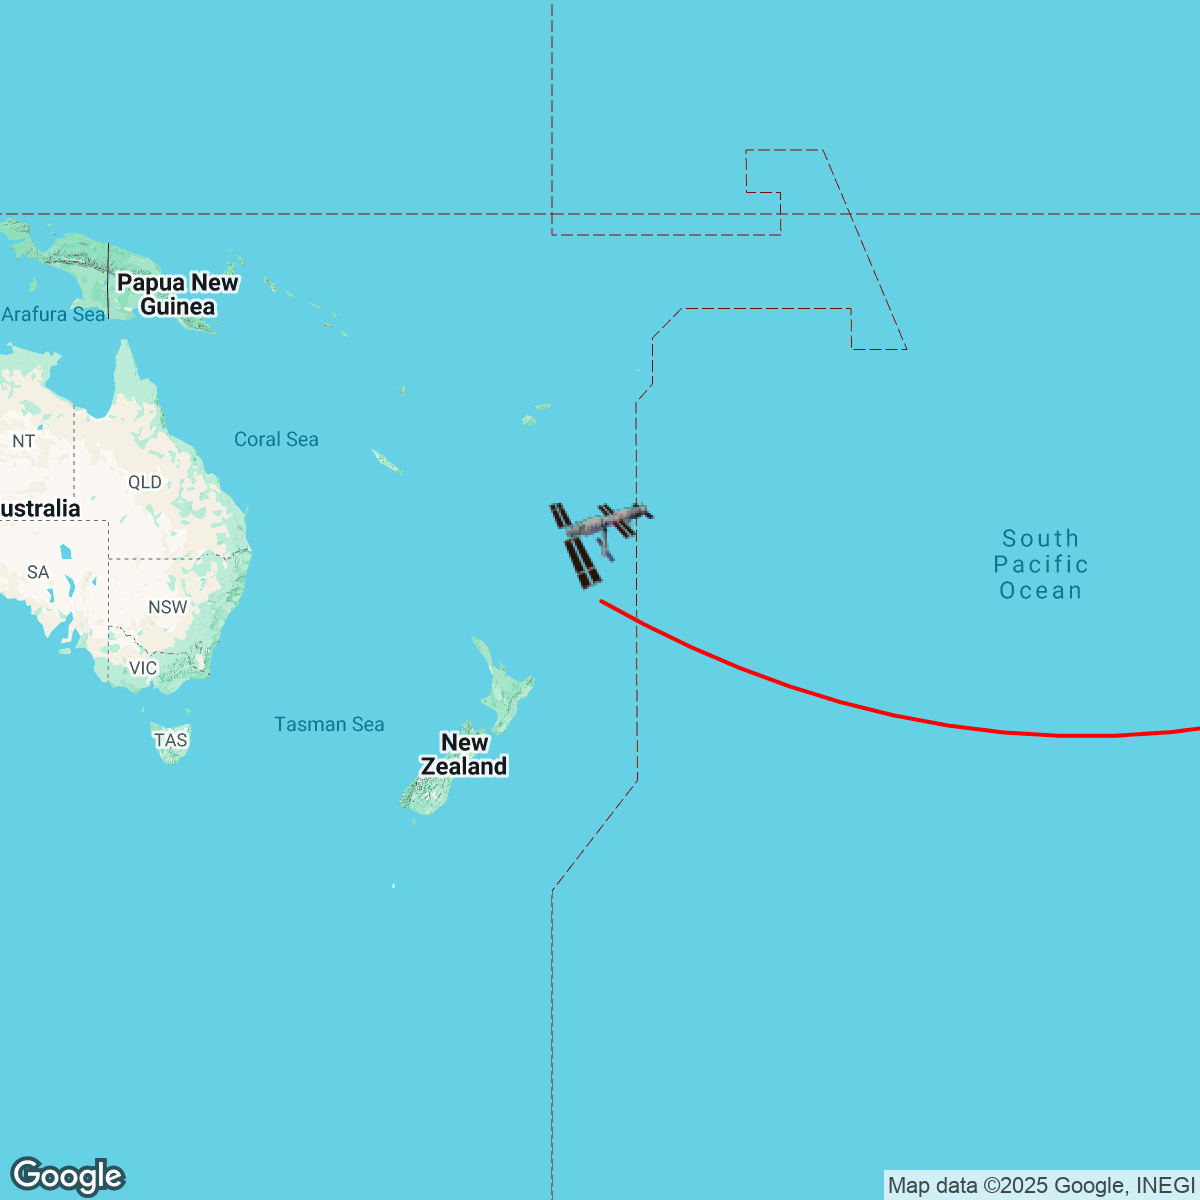 Papua New
Guinea
Arafura Sea
NT
Coral Sea
QLD
ustralia
South
Pacific
Ocean
SA
NSW
VIC
Tasman Sea
TAS
New
Zealand
Google
Map data ©2025 Google, INEGI